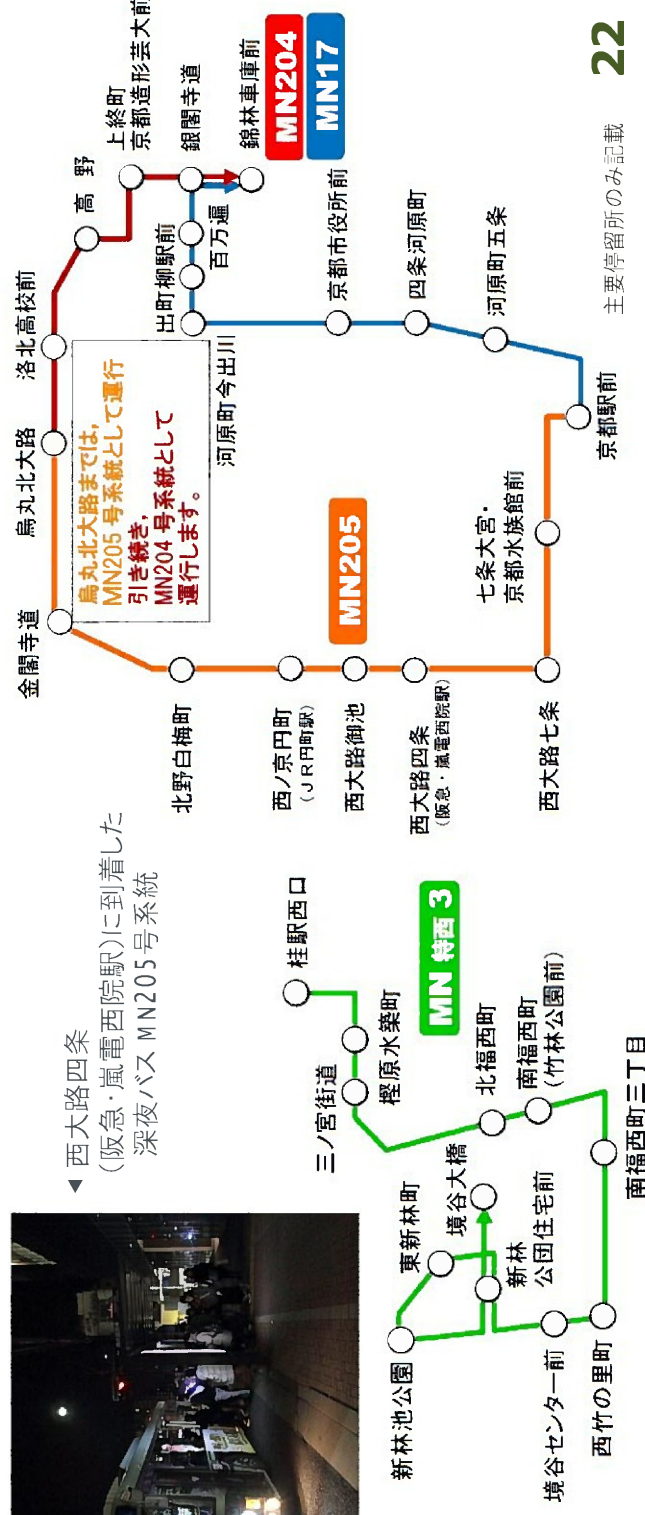 ▲西大路四条
(阪急・嵐電西院駅)に到着した
深夜バス MN205号系統
新林池公園
東新林町
境谷大橋
新林
公団住宅前
境谷センター前
西竹の里町
南福西町三丁目
南福西町
(竹林公園前)
北福西町
三ノ宮街道
樫原水築町
桂駅西口
MN 特西 3
金閣寺道
北野白梅町
西ノ京円町
(JR円町駅)
西大路御池
西大路四条
(阪急・嵐電西院駅)
西大路七条
七条大宮・
京都水族館前
京都駅前
MN205
烏丸北大路までは,
MN205 号系統として運行
引き続き,
MN204 号系統として
運行します。
烏丸北大路
洛北高校前
高野
上終町
京都造形芸大前
銀閣寺道
錦林車庫前
MN204
MN17
百万遍
出町柳駅前
河原町今出川
京都市役所前
四条河原町
河原町五条
主要停留所のみ記載
22